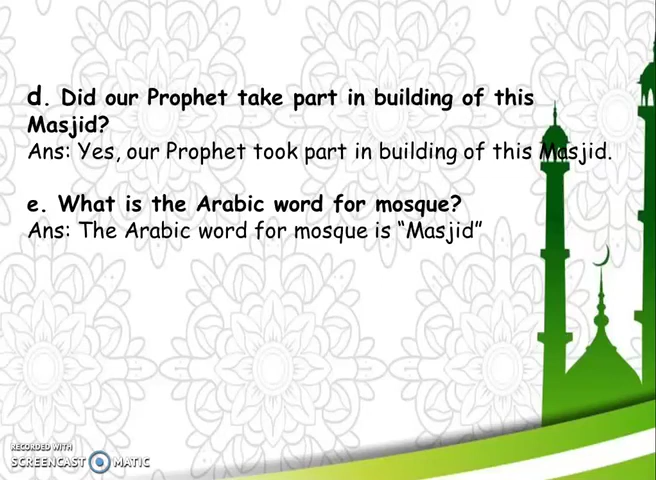 d. Did our Prophet take part in building of this
Masjid?
Ans: Yes, our Prophet took part in building of this Masjid.
e. What is the Arabic word for mosque?
Ans: The Arabic word for mosque is “Masjid”
RECORDED WITH
SCREENCAST MATIC